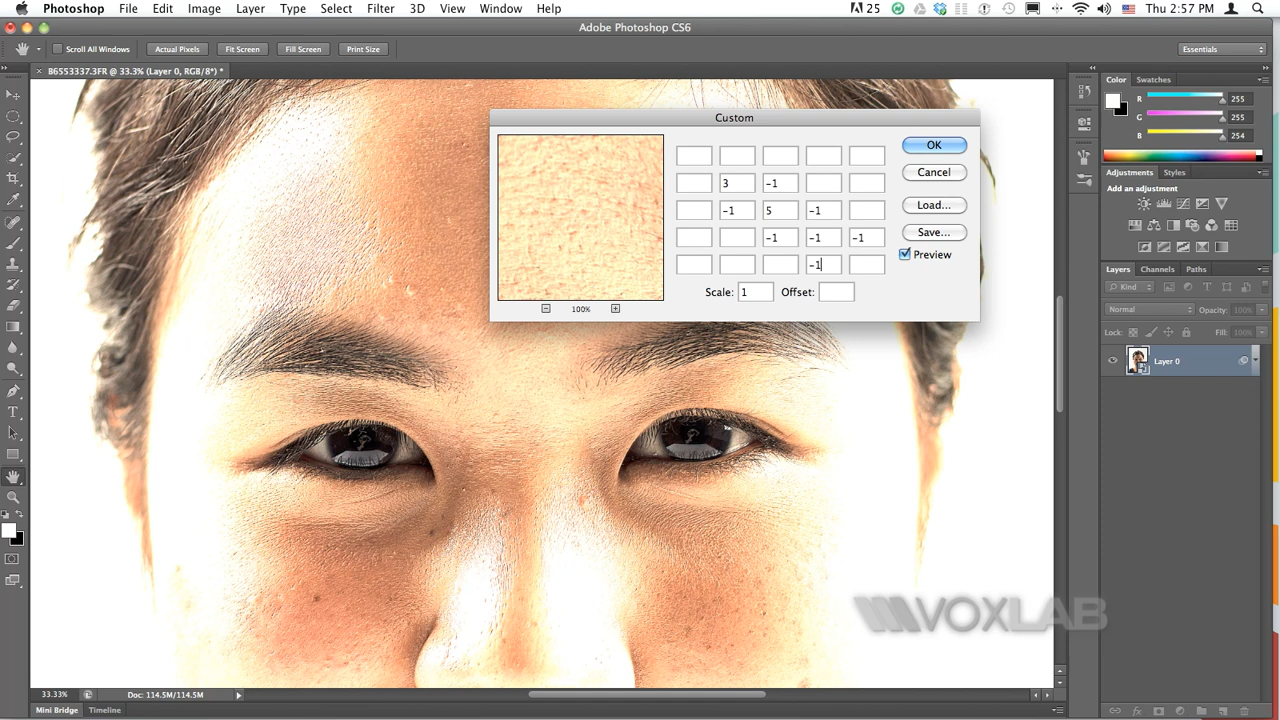 Photoshop File Edit Image Layer Type Select Filter 3D View Window Help 25 Thu 2:57 PM
Adobe Photoshop CS6
Scroll All Windows Actual Pixels Fit Screen Fill Screen Print Size Essentials
B6553337.3FR @ 33.3% (Layer 0, RGB/8*) *
Color Swatches
R 255
G 255
B 254
Custom
OK
Cancel
Load...
Save...
Preview
3 -1
-1 5 -1
-1 -1 -1
-1
Scale: 1 Offset:
100%
Adjustments Styles
Add an adjustment
Layers Channels Paths
Kind
Normal Opacity: 100%
Lock: Fill: 100%
Layer 0
VOXLAB
33.33% Doc: 114.5M/114.5M
Mini Bridge Timeline